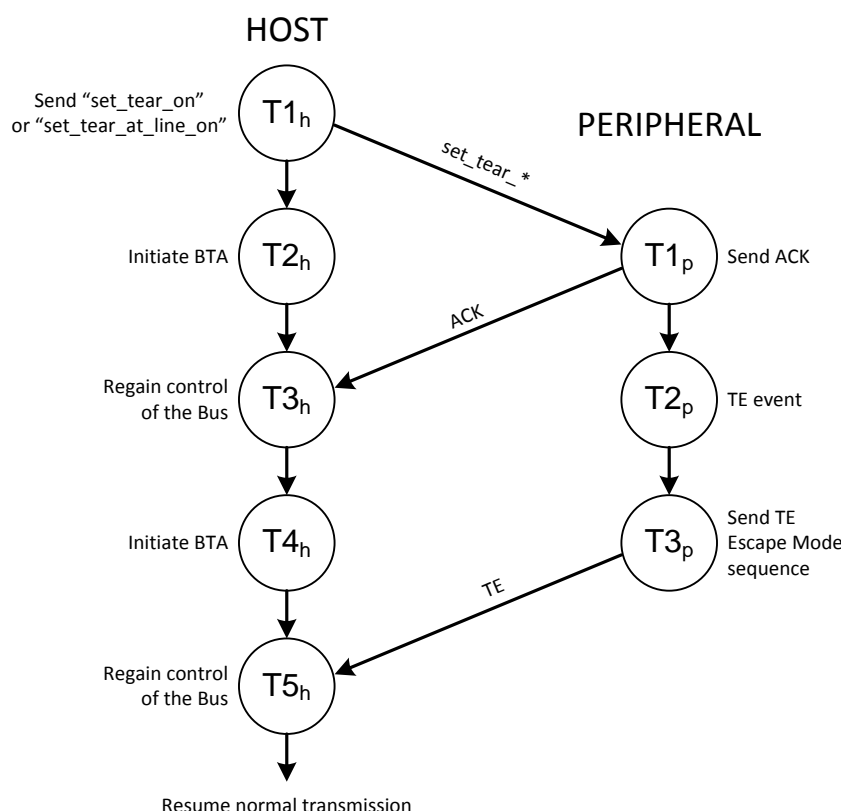 HOST
Send “set_tear_on”
or “set_tear_at_line_on”
T1h
PERIPHERAL
set_tear_*
Initiate BTA
T2h
T1p
Send ACK
ACK
Regain control
of the Bus
T3h
T2p
TE event
Initiate BTA
T4h
T3p
Send TE
Escape Mode
sequence
TE
Regain control
of the Bus
T5h
Resume normal transmission